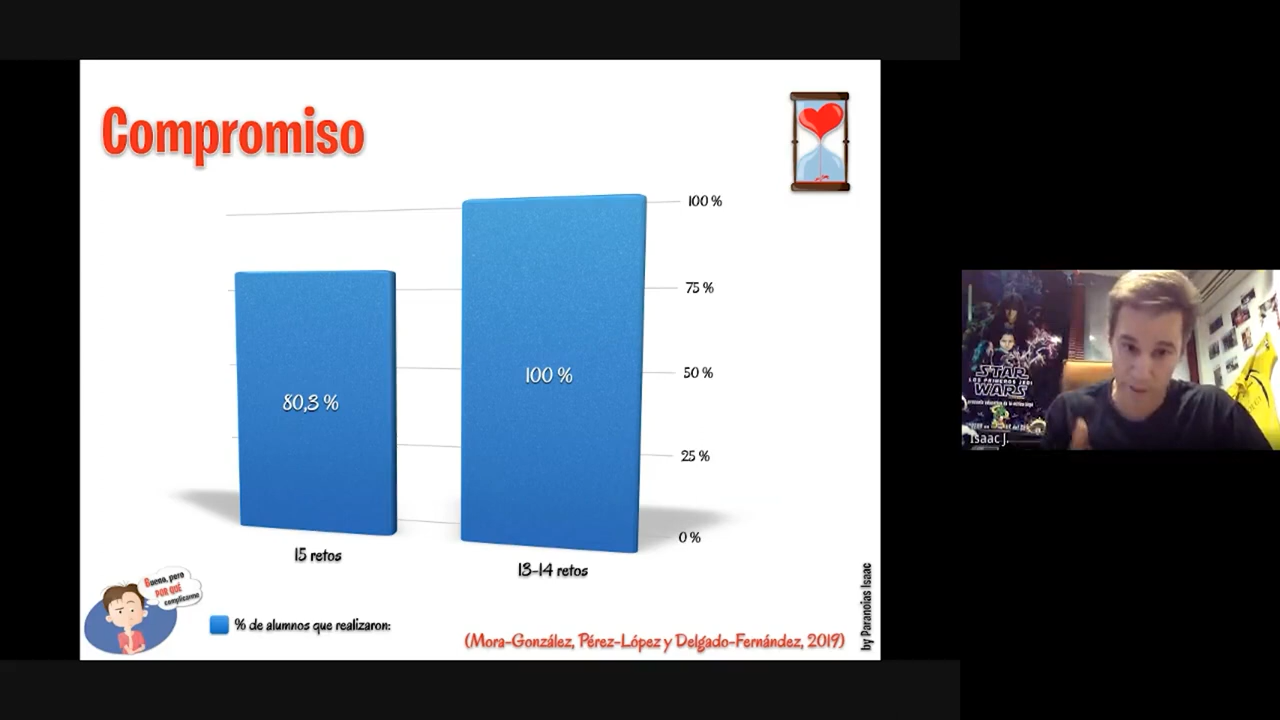 Compromiso
100 %
75 %
50 %
25 %
0 %
80,3 %
100 %
15 retos
13-14 retos
% de alumnos que realizaron:
Bueno, pero
POR QUÉ
complicarme
(Mora-González, Pérez-López y Delgado-Fernández, 2019)
by Paranoias Isaac
STAR
LOS PRIMEROS JEDI
WARS
Isaac J.